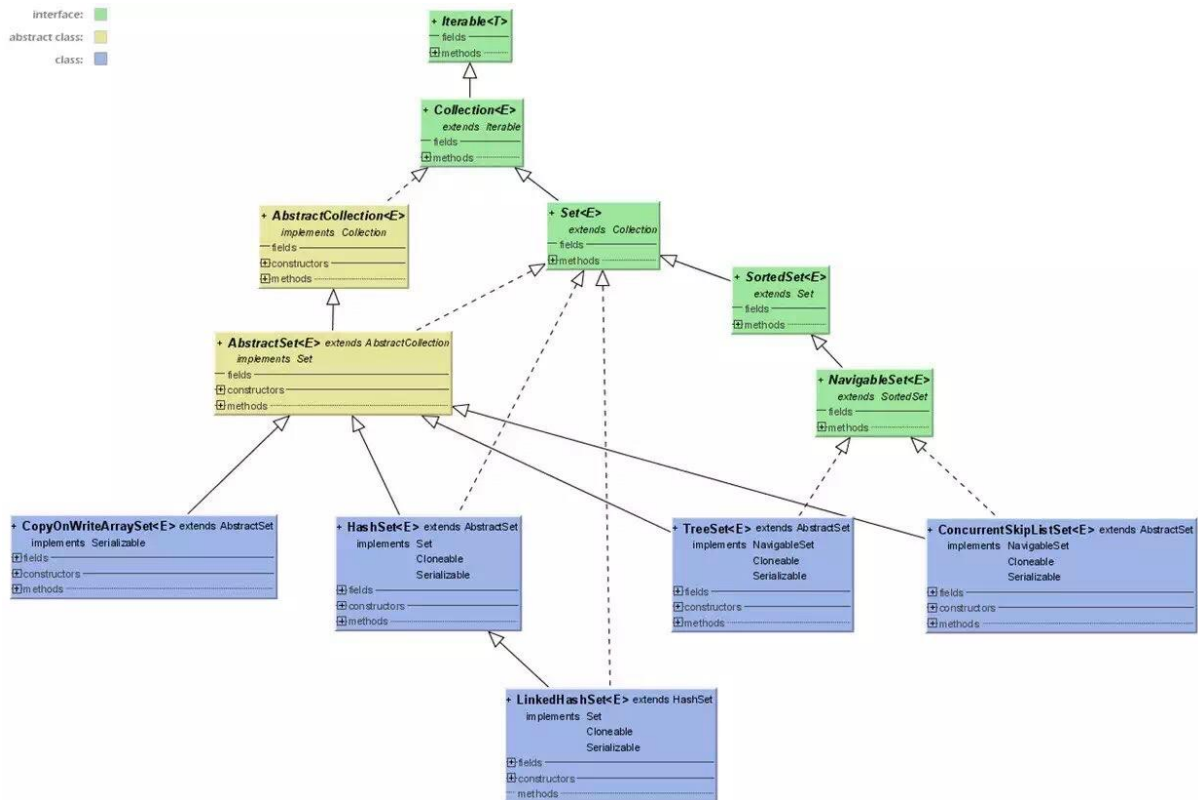 interface:
abstract class:
class:
+ Iterable<T>
fields
methods
+ Collection<E>
extends Iterable
fields
methods
+ AbstractCollection<E>
implements Collection
fields
constructors
methods
+ Set<E>
extends Collection
fields
methods
+ SortedSet<E>
extends Set
fields
methods
+ AbstractSet<E> extends AbstractCollection
implements Set
fields
constructors
methods
+ NavigableSet<E>
extends SortedSet
fields
methods
+ CopyOnWriteArraySet<E> extends AbstractSet
implements Serializable
fields
constructors
methods
+ HashSet<E> extends AbstractSet
implements Set
Cloneable
Serializable
fields
constructors
methods
+ TreeSet<E> extends AbstractSet
implements NavigableSet
Cloneable
Serializable
fields
constructors
methods
+ ConcurrentSkipListSet<E> extends AbstractSet
implements NavigableSet
Cloneable
Serializable
fields
constructors
methods
+ LinkedHashSet<E> extends HashSet
implements Set
Cloneable
Serializable
fields
constructors
methods